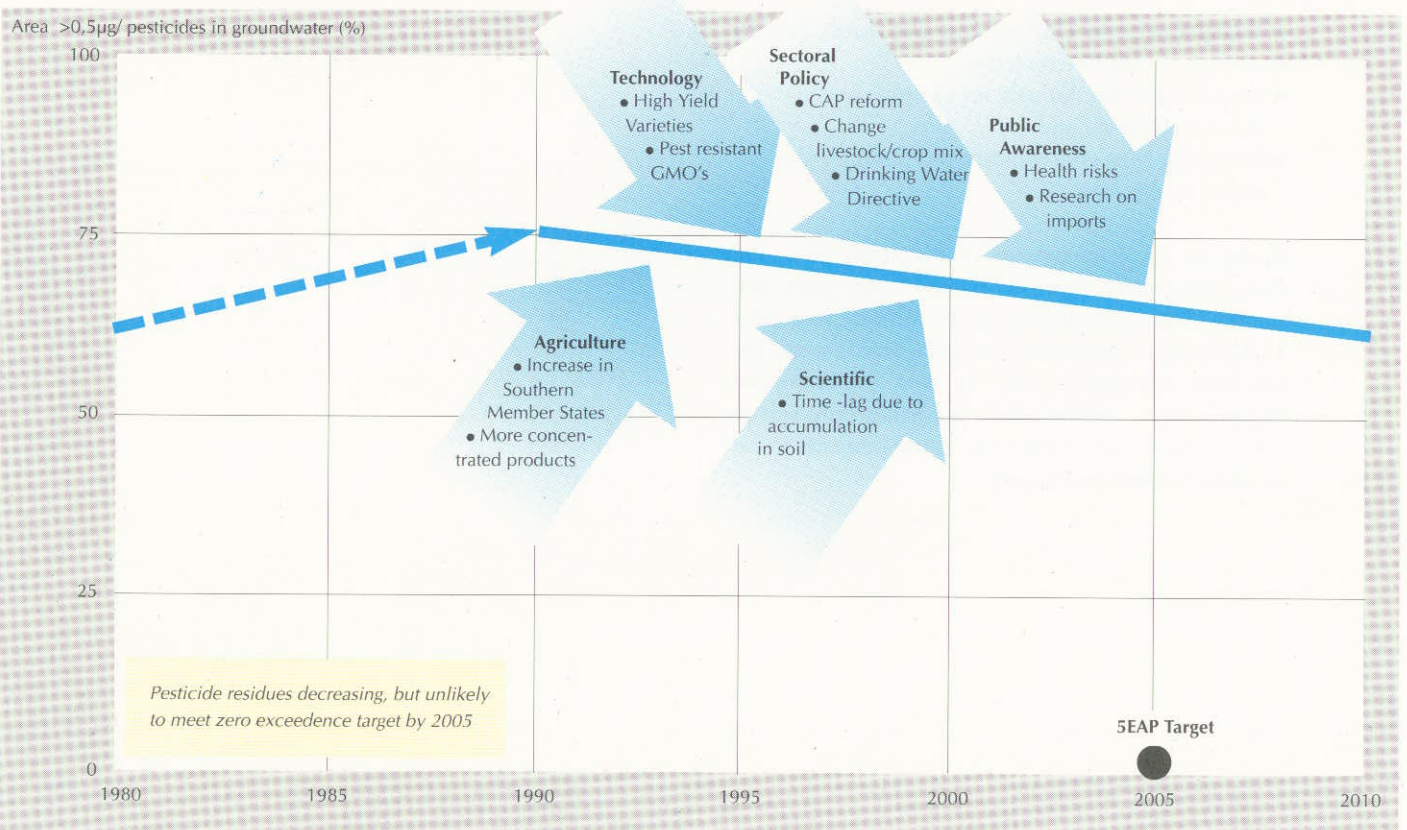 Area >0,5µg/ pesticides in groundwater (%)
100
75
50
25
0
1980
1985
1990
1995
2000
2005
2010
Technology
• High Yield
Varieties
• Pest resistant
GMO's
Sectoral
Policy
• CAP reform
• Change
livestock/crop mix
• Drinking Water
Directive
Public
Awareness
• Health risks
• Research on
imports
Agriculture
• Increase in
Southern
Member States
• More concen-
trated products
Scientific
• Time -lag due to
accumulation
in soil
Pesticide residues decreasing, but unlikely
to meet zero exceedence target by 2005
5EAP Target